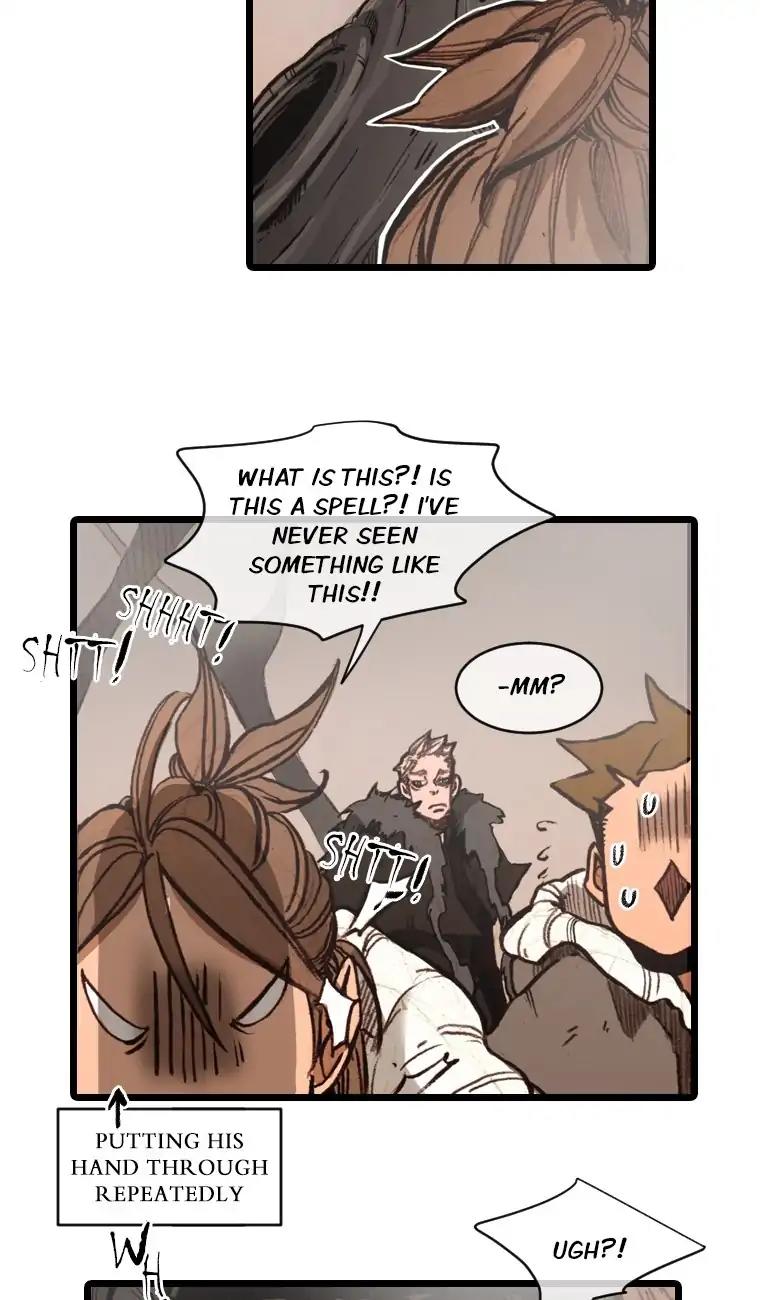 WHAT IS THIS?! IS
THIS A SPELL?! I'VE
NEVER SEEN
SOMETHING LIKE
THIS!!
SHHHT!
SHTT!
-MM?
SHTT!
PUTTING HIS
HAND THROUGH
REPEATEDLY
WH
UGH?!